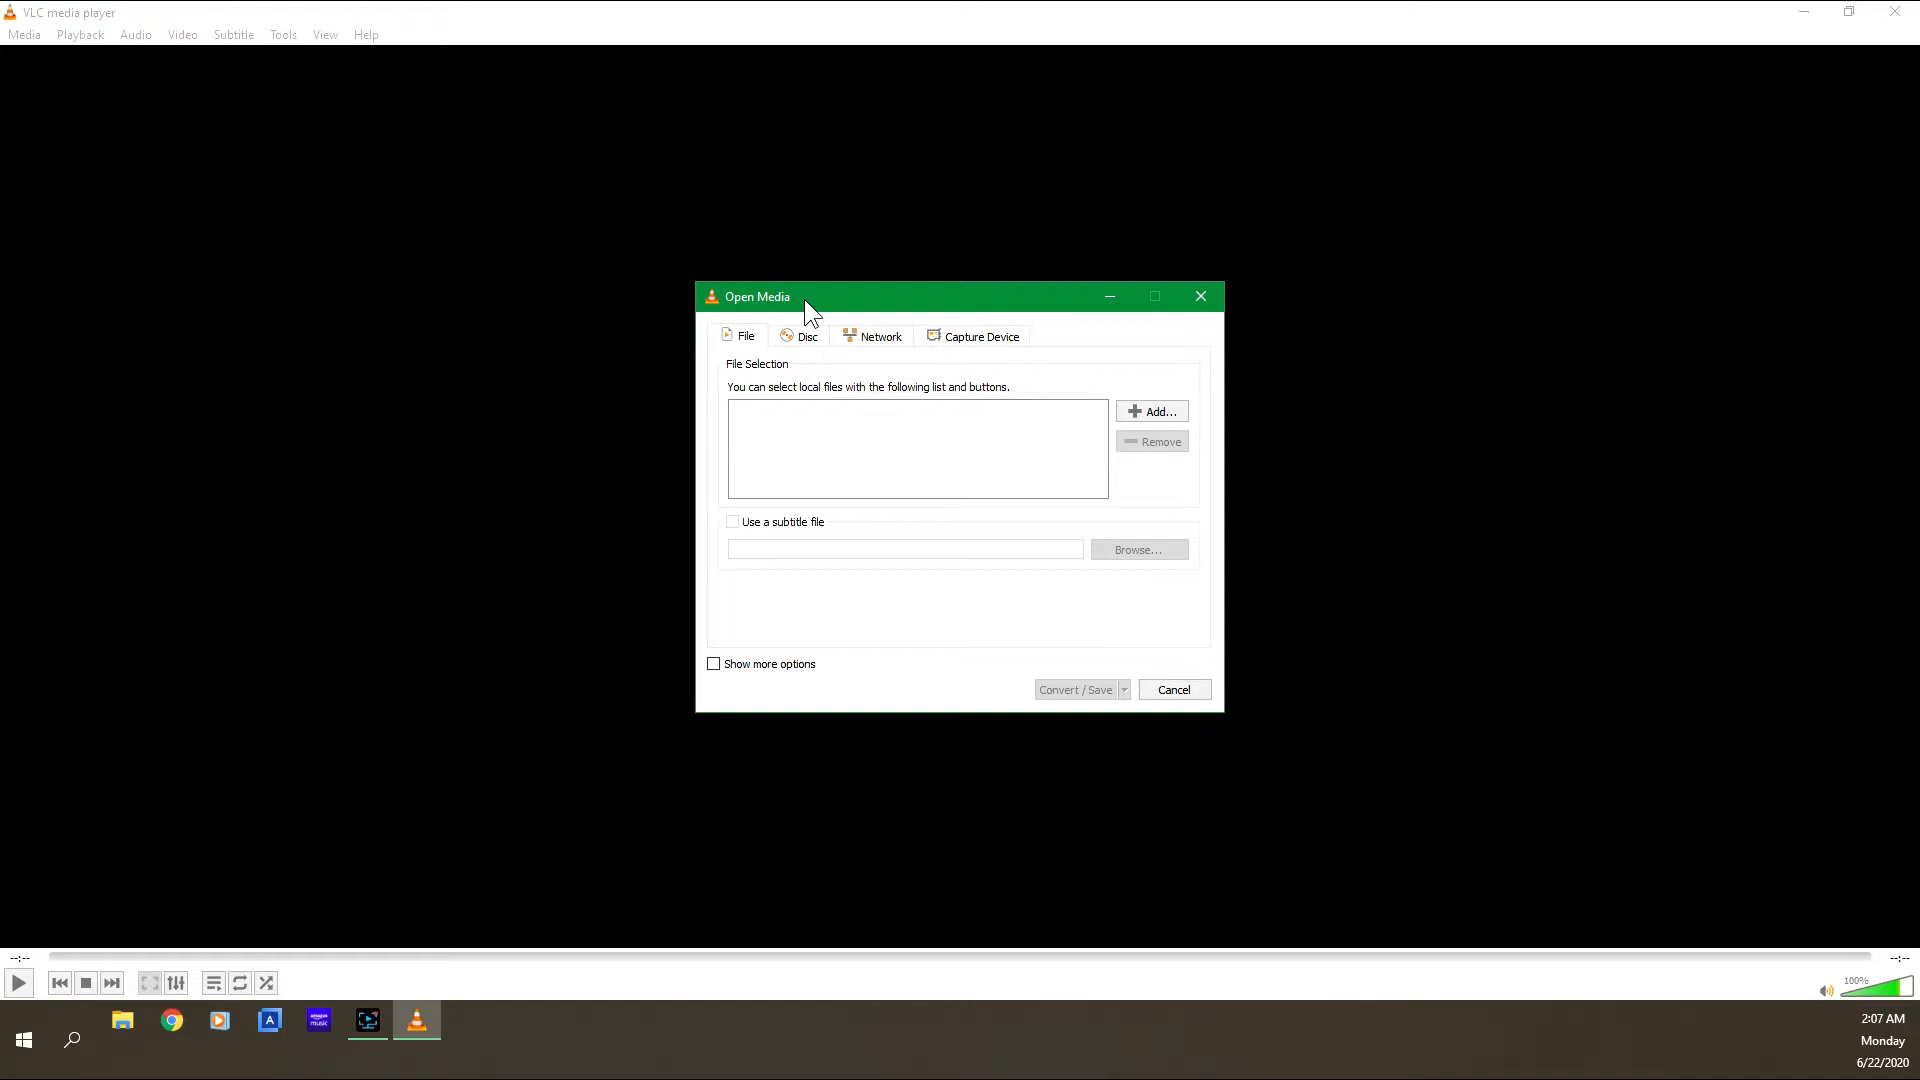 VLC media player
Media Playback Audio Video Subtitle Tools View Help
Open Media
File Disc Network Capture Device
File Selection
You can select local files with the following list and buttons.
Add...
Remove
Use a subtitle file
Browse...
Show more options
Convert / Save Cancel
--:-- --:--
100%
A amazon music
2:07 AM
Monday
6/22/2020